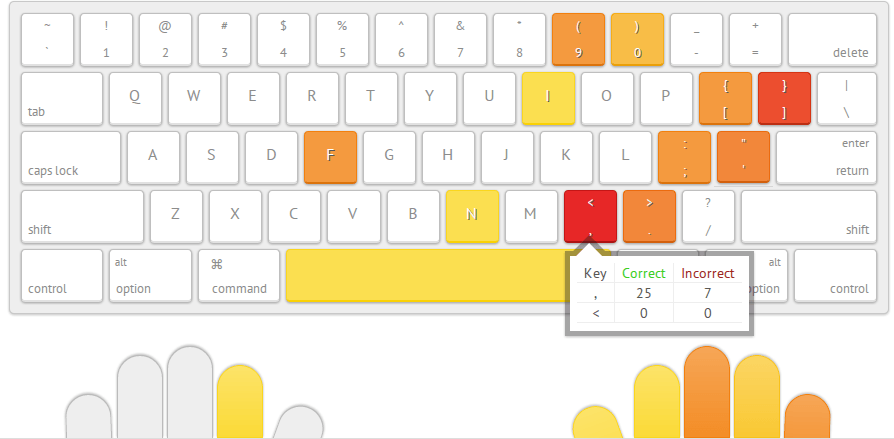 ~ ! @ # $ % ^ & * ( ) _ +
` 1 2 3 4 5 6 7 8 9 0 - = delete
tab Q W E R T Y U I O P { [ } ] | \
caps lock A S D F G H J K L : ; " ' enter return
shift Z X C V B N M < , > . ? / shift
alt ⌘ alt
control option command option control
Key Correct Incorrect
, 25 7
< 0 0